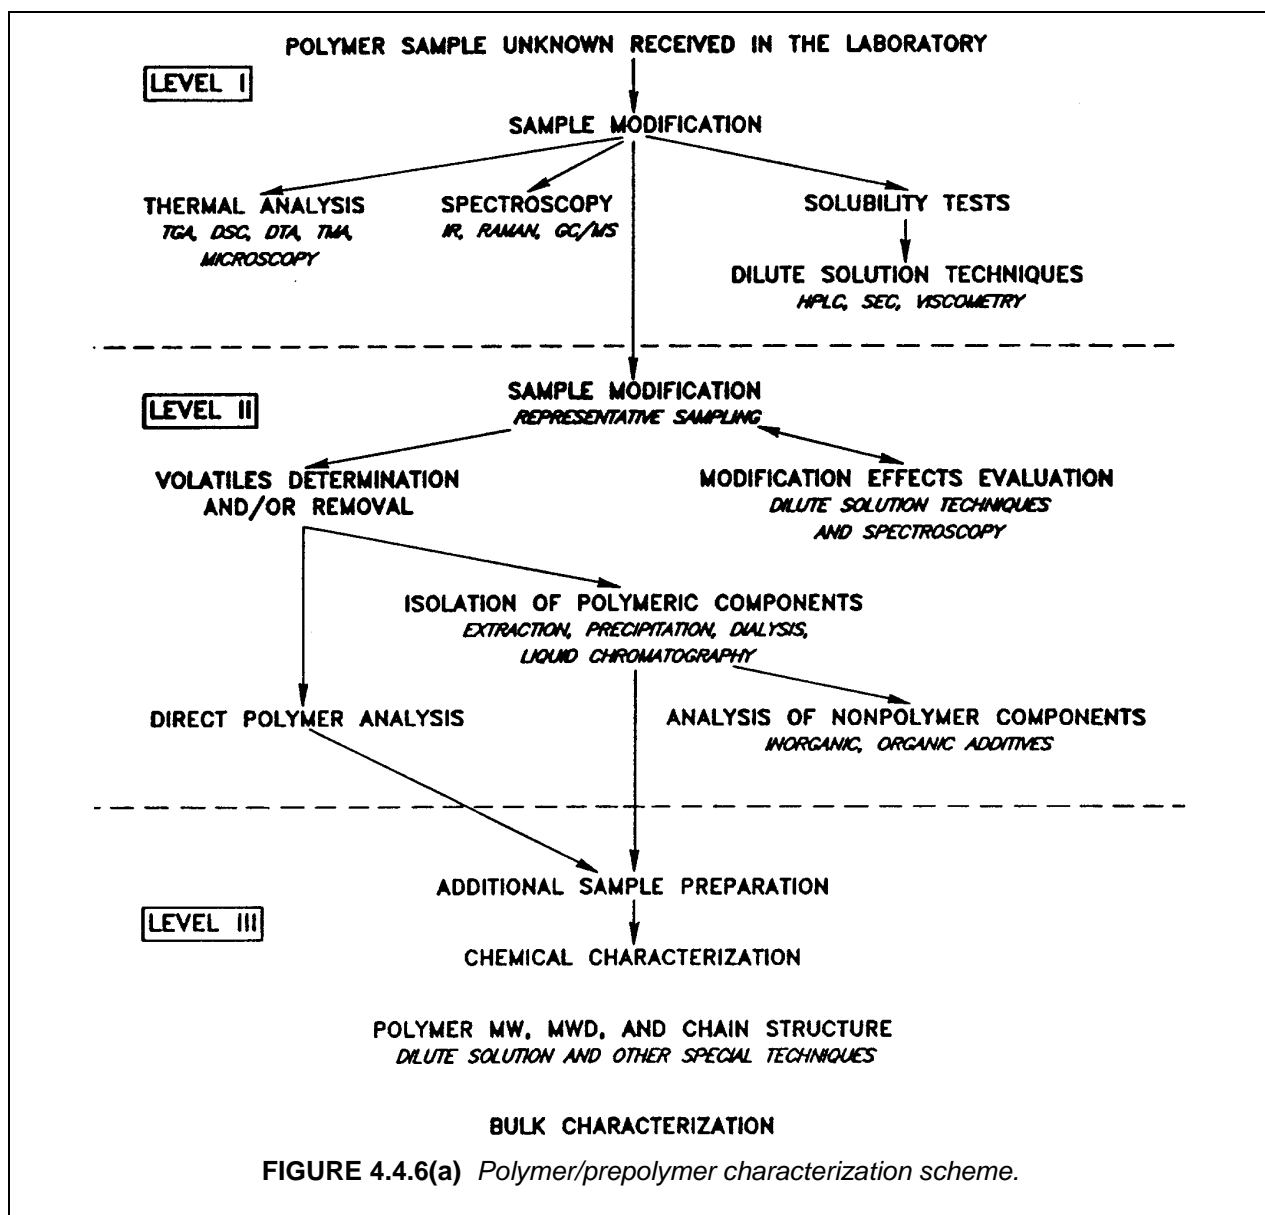 POLYMER SAMPLE UNKNOWN RECEIVED IN THE LABORATORY
LEVEL I
SAMPLE MODIFICATION
THERMAL ANALYSIS
TGA, DSC, DTA, TMA,
MICROSCOPY
SPECTROSCOPY
IR, RAMAN, GC/MS
SOLUBILITY TESTS
DILUTE SOLUTION TECHNIQUES
HPLC, SEC, VISCOMETRY
LEVEL II
SAMPLE MODIFICATION
REPRESENTATIVE SAMPLING
VOLATILES DETERMINATION
AND/OR REMOVAL
MODIFICATION EFFECTS EVALUATION
DILUTE SOLUTION TECHNIQUES
AND SPECTROSCOPY
ISOLATION OF POLYMERIC COMPONENTS
EXTRACTION, PRECIPITATION, DIALYSIS,
LIQUID CHROMATOGRAPHY
DIRECT POLYMER ANALYSIS
ANALYSIS OF NONPOLYMER COMPONENTS
INORGANIC, ORGANIC ADDITIVES
ADDITIONAL SAMPLE PREPARATION
LEVEL III
CHEMICAL CHARACTERIZATION
POLYMER MW, MWD, AND CHAIN STRUCTURE
DILUTE SOLUTION AND OTHER SPECIAL TECHNIQUES
BULK CHARACTERIZATION
FIGURE 4.4.6(a) Polymer/prepolymer characterization scheme.